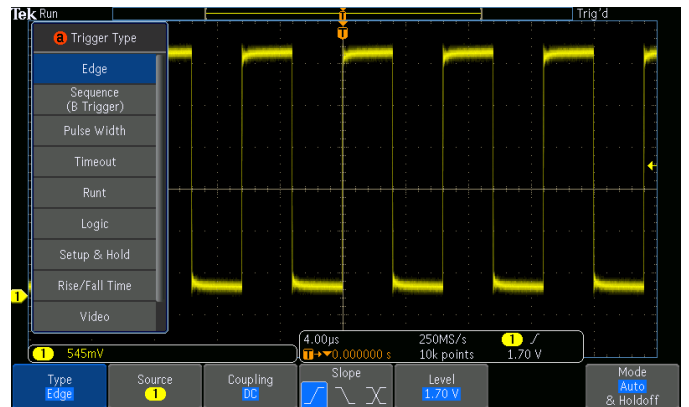 Tek Run
Trig'd
T
T
a Trigger Type
Edge
Sequence
(B Trigger)
Pulse Width
Timeout
Runt
Logic
Setup & Hold
Rise/Fall Time
Video
1
1 545mV
4.00µs
250MS/s
1
T→▼0.000000 s
10k points
1.70 V
Type
Edge
Source
1
Coupling
DC
Slope
Level
1.70 V
Mode
Auto
& Holdoff